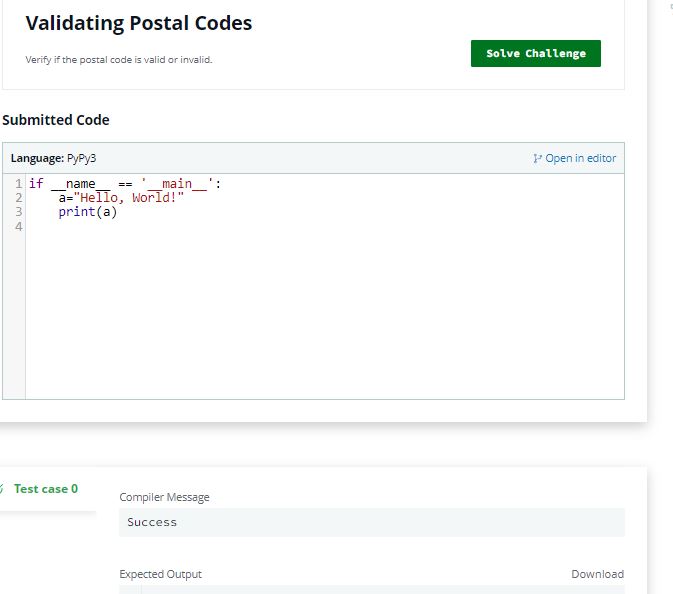 Validating Postal Codes
Verify if the postal code is valid or invalid.
Solve Challenge
Submitted Code
Language: PyPy3
Open in editor
1 if __name__ == '__main__':
2     a="Hello, World!"
3     print(a)
4
Test case 0
Compiler Message
Success
Expected Output
Download